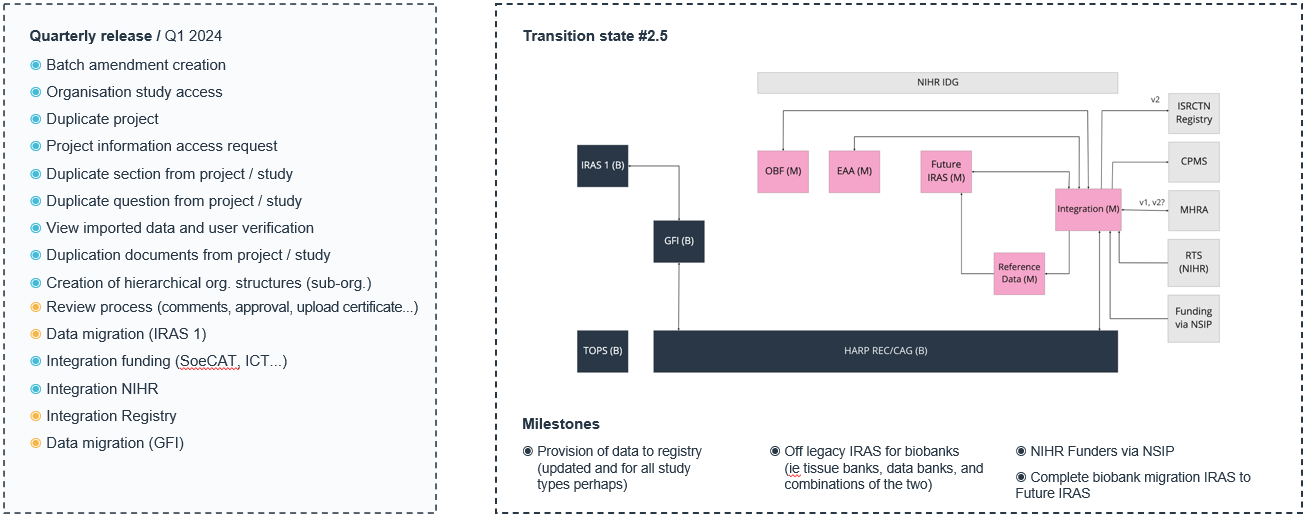 Quarterly release / Q1 2024
Batch amendment creation
Organisation study access
Duplicate project
Project information access request
Duplicate section from project / study
Duplicate question from project / study
View imported data and user verification
Duplication documents from project / study
Creation of hierarchical org. structures (sub-org.)
Review process (comments, approval, upload certificate...)
Data migration (IRAS 1)
Integration funding (SoeCAT, ICT...)
Integration NIHR
Integration Registry
Data migration (GFI)
Transition state #2.5
NIHR IDG
v2
ISRCTN
Registry
IRAS 1 (B)
OBF (M)
EAA (M)
Future
IRAS (M)
CPMS
Integration (M)
v1, v2?
MHRA
GFI (B)
Reference
Data (M)
RTS
(NIHR)
Funding
via NSIP
TOPS (B)
HARP REC/CAG (B)
Milestones
Provision of data to registry
(updated and for all study
types perhaps)
Off legacy IRAS for biobanks
(ie tissue banks, data banks, and
combinations of the two)
NIHR Funders via NSIP
Complete biobank migration IRAS to
Future IRAS